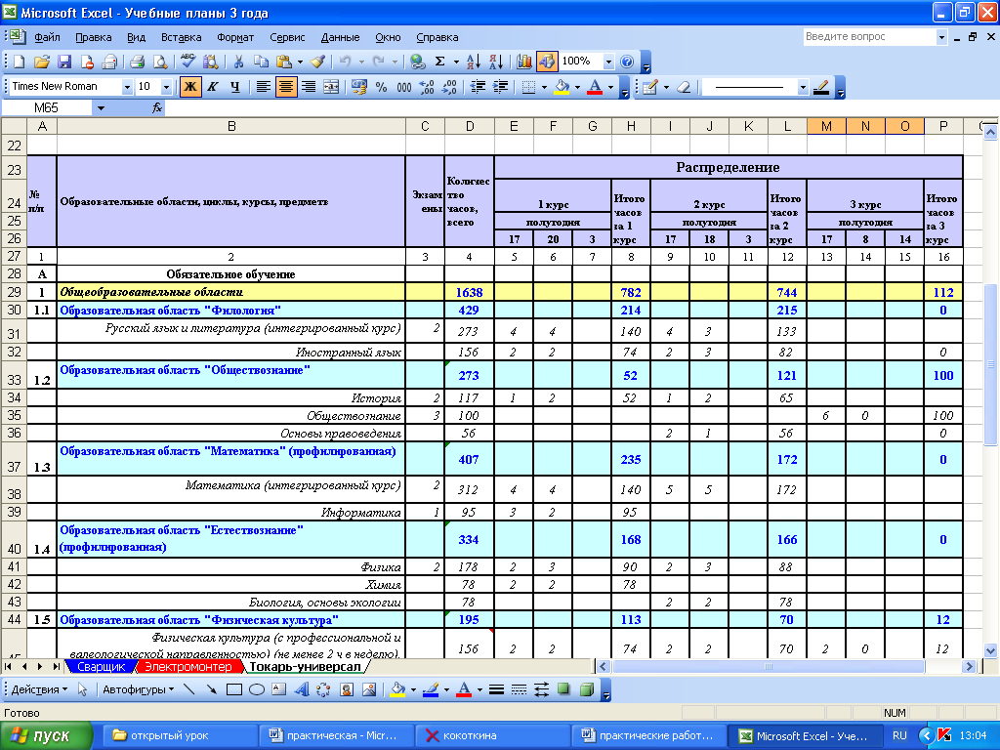 Microsoft Excel - Учебные планы 3 года
Файл Правка Вид Вставка Формат Сервис Данные Окно Справка Введите вопрос
100%
Times New Roman 10 Ж К Ч % 000
M65 fx
A B C D E F G H I J K L M N O P
22
23 № п/п Образовательные области, циклы, курсы, предметв Экзам ены Количес тво часов, всего Распределение
24 1 курс Итого часов за 1 курс 2 курс Итого часов за 2 курс 3 курс Итого часов за 3 курс
25 полугодия полугодия полугодия
26 17 20 3 17 18 3 17 8 14
27 1 2 3 4 5 6 7 8 9 10 11 12 13 14 15 16
28 А Обязательное обучение
29 1 Общеобразовательные области 1638 782 744 112
30 1.1 Образовательная область "Филология" 429 214 215 0
31 Русский язык и литература (интегрированный курс) 2 273 4 4 140 4 3 133
32 Иностранный язык 156 2 2 74 2 3 82 0
33 1.2 Образовательная область "Обществознание" 273 52 121 100
34 История 2 117 1 2 52 1 2 65
35 Обществознание 3 100 6 0 100
36 Основы правоведения 56 2 1 56 0
37 1.3 Образовательная область "Математика" (профилированная) 407 235 172 0
38 Математика (интегрированный курс) 2 312 4 4 140 5 5 172
39 Информатика 1 95 3 2 95
40 1.4 Образовательная область "Естествознание"
(профилированная) 334 168 166 0
41 Физика 2 178 2 3 90 2 3 88
42 Химия 78 2 2 78
43 Биология, основы экологии 78 2 2 78
44 1.5 Образовательная область "Физическая культура" 195 113 70 12
Физическая культура (с профессиональной и
валеологической направленностью) (не менее 2 ч в неделю). 156 2 2 74 2 2 70 2 0 12
Сварщик Электромонтер Токарь-универсал
Действия Автофигуры
Готово NUM
пуск открытый урок практическая - Micr... кокоткина практические работ... Microsoft Excel - Уче... RU 13:04